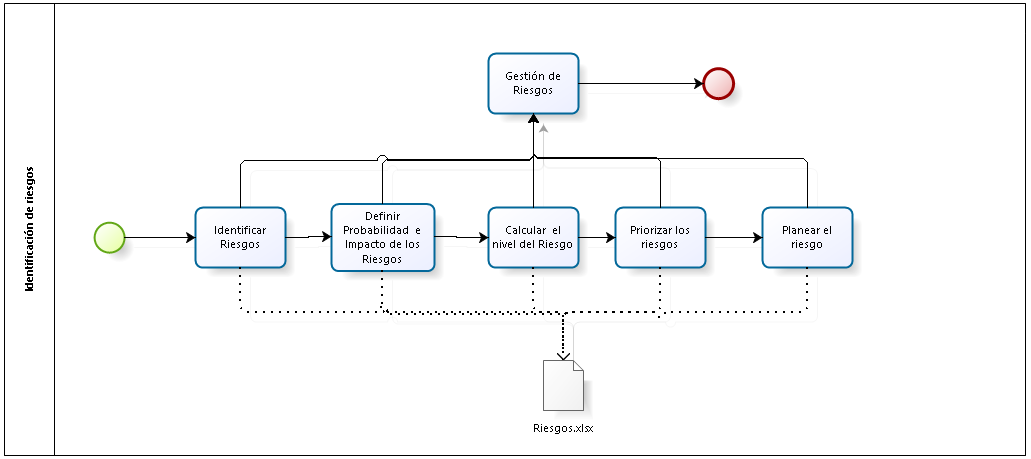 Identificación de riesgos
Gestión de
Riesgos
Identificar
Riesgos
Definir
Probabilidad e
Impacto de los
Riesgos
Calcular el
nivel del Riesgo
Priorizar los
riesgos
Planear el
riesgo
Riesgos.xlsx